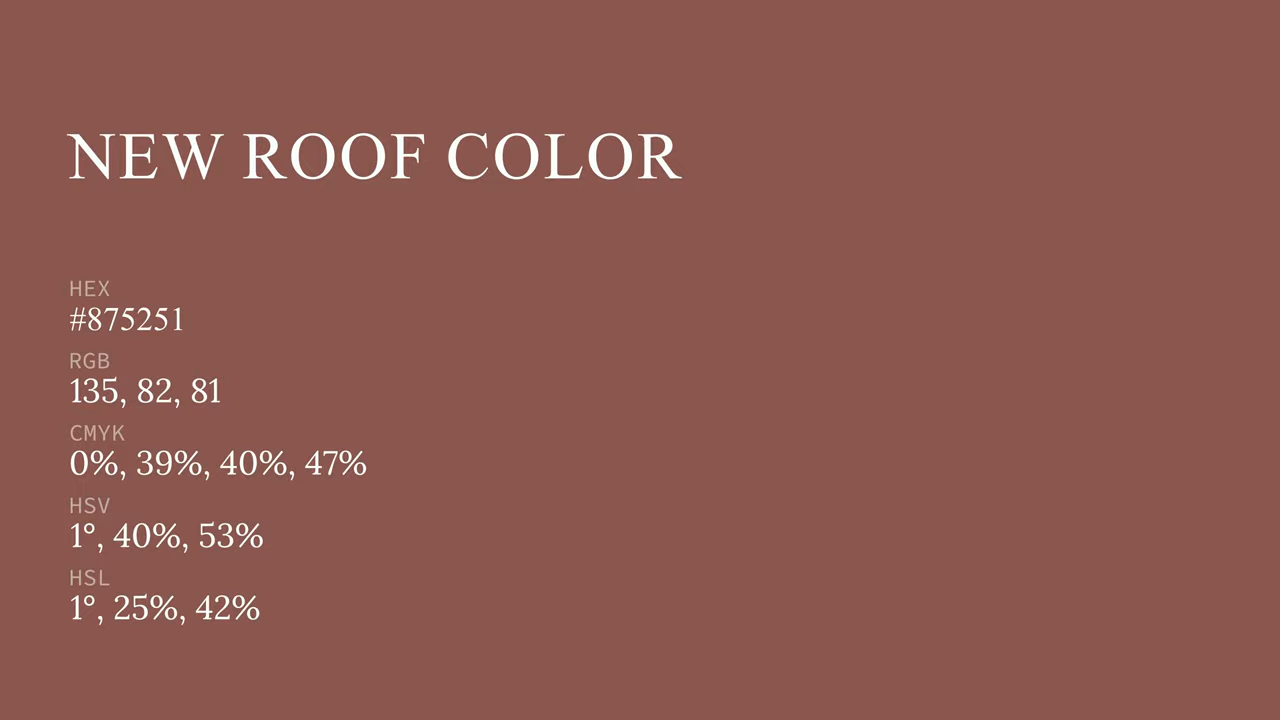 NEW ROOF COLOR
HEX
#875251
RGB
135, 82, 81
CMYK
0%, 39%, 40%, 47%
HSV
1°, 40%, 53%
HSL
1°, 25%, 42%